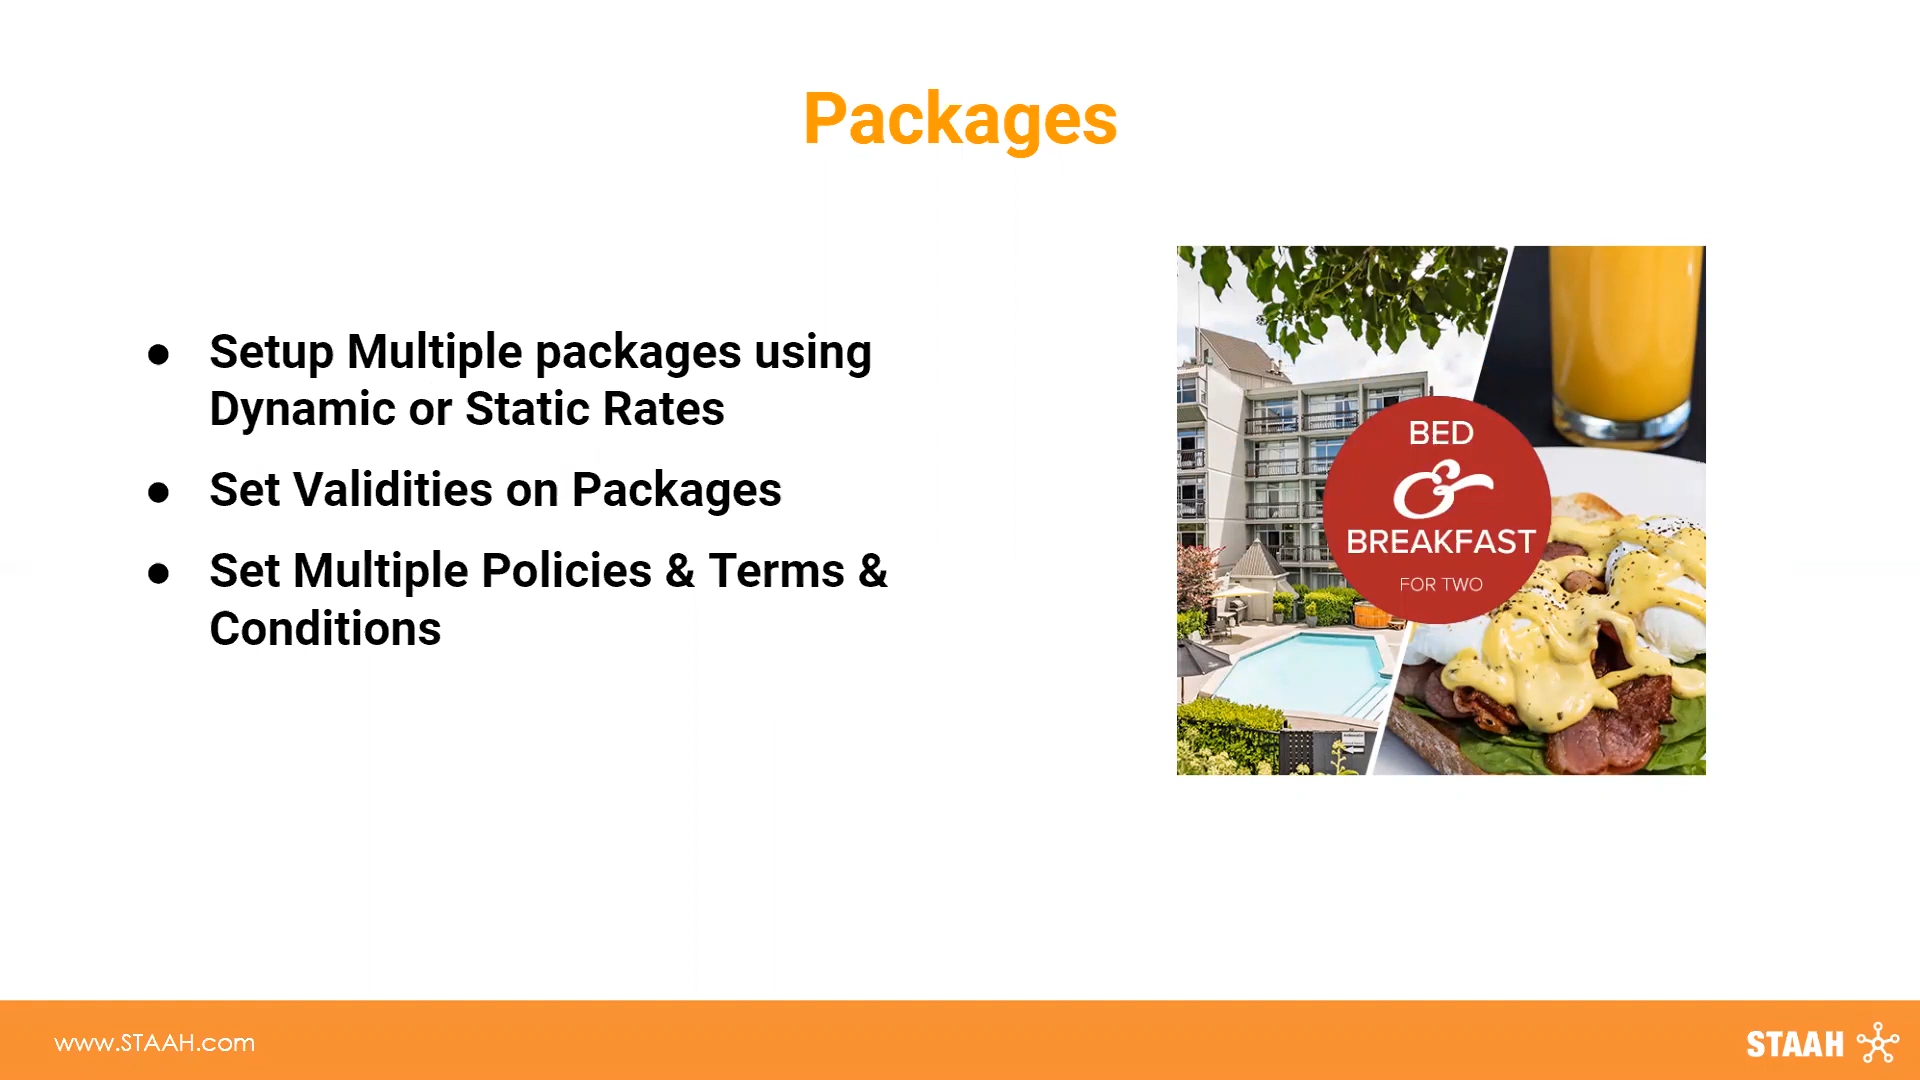 Packages
● Setup Multiple packages using
Dynamic or Static Rates
● Set Validities on Packages
● Set Multiple Policies & Terms &
Conditions
BED
&
BREAKFAST
FOR TWO
www.STAAH.com
STAAH